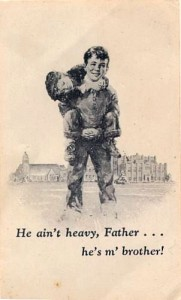 He ain't heavy, Father . . .
he's m' brother!